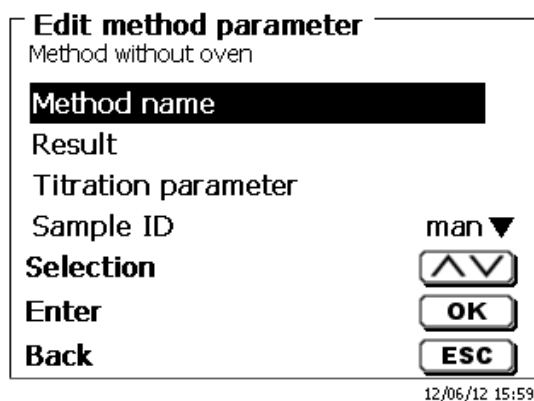 Edit method parameter
Method without oven
Method name
Result
Titration parameter
Sample ID man
Selection
Enter OK
Back ESC
12/06/12 15:59